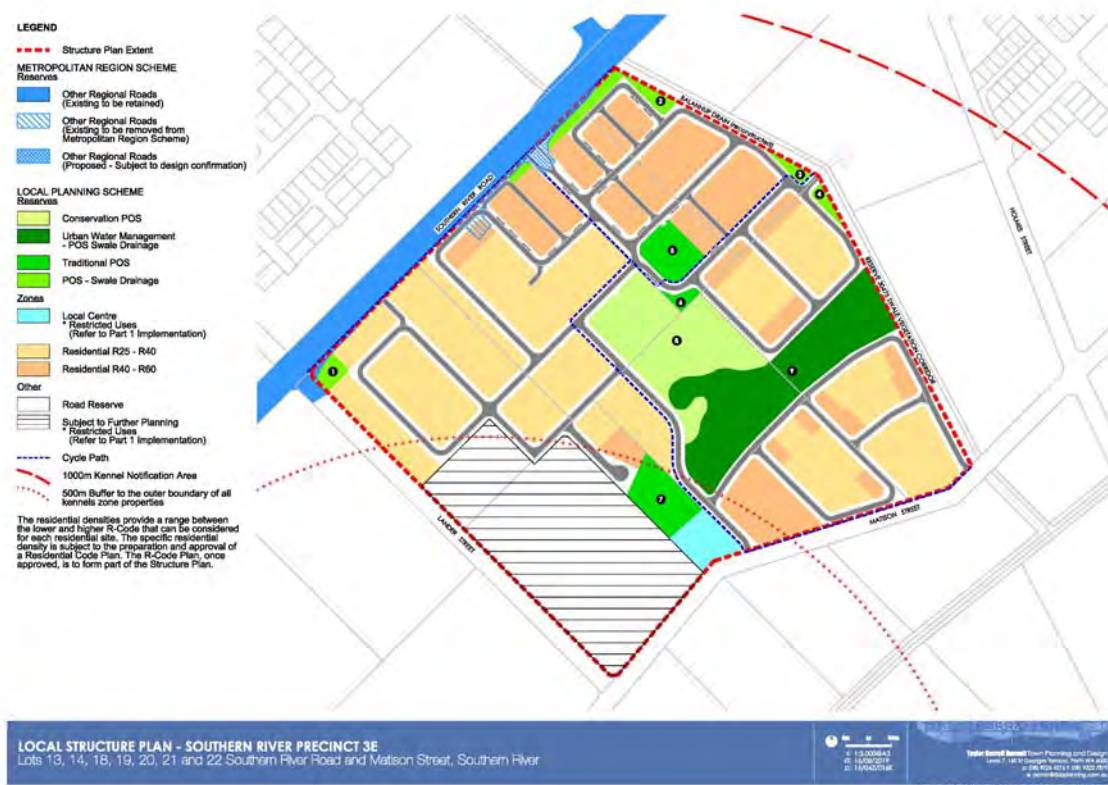 LEGEND
Structure Plan Extent
METROPOLITAN REGION SCHEME
Reserves
Other Regional Roads
(Existing to be retained)
Other Regional Roads
(Existing to be removed from
Metropolitan Region Scheme)
Other Regional Roads
(Proposed - Subject to design confirmation)
LOCAL PLANNING SCHEME
Reserves
Conservation POS
Urban Water Management
- POS Swale Drainage
Traditional POS
POS - Swale Drainage
Zones
Local Centre
* Restricted Uses
(Refer to Part 1 Implementation)
Residential R25 - R40
Residential R40 - R60
Other
Road Reserve
Subject to Further Planning
* Restricted Uses
(Refer to Part 1 Implementation)
Cycle Path
1000m Kennel Notification Area
500m Buffer to the outer boundary of all
kennels zone properties
The residential densities provide a range between
the lower and higher R-Code that can be considered
for each residential site. The specific residential
density is subject to the preparation and approval of
a Residential Code Plan. The R-Code Plan, once
approved, is to form part of the Structure Plan.
SOUTHERN RIVER ROAD
BALANNUP DRAIN
HOLMES STREET
LANDER STREET
MATISON STREET
2
3
4
5
1
7
LOCAL STRUCTURE PLAN - SOUTHERN RIVER PRECINCT 3E
Lots 13, 14, 18, 19, 20, 21 and 22 Southern River Road and Matison Street, Southern River
Town Planning and Design